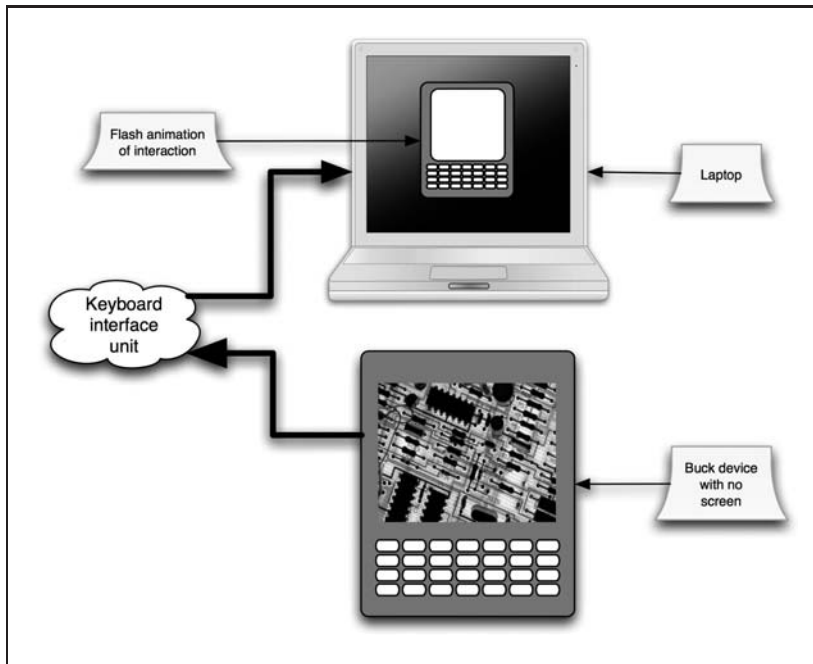 Flash animation
of interaction
Laptop
Keyboard
interface
unit
Buck device
with no
screen